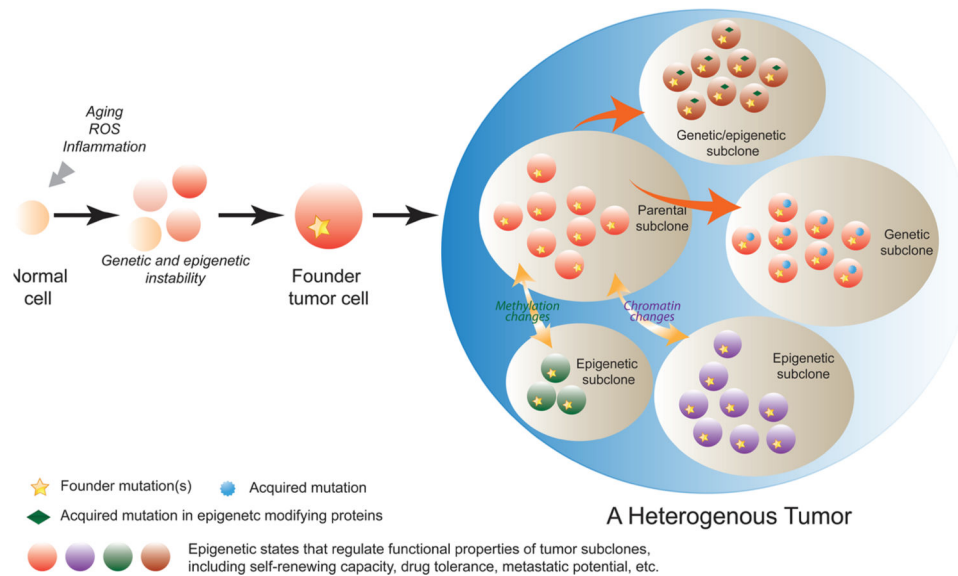 Aging
ROS
Inflammation
Normal
cell
Genetic and epigenetic
instability
Founder
tumor cell
Genetic/epigenetic
subclone
Parental
subclone
Genetic
subclone
Methylation
changes
Chromatin
changes
Epigenetic
subclone
Epigenetic
subclone
A Heterogenous Tumor
Founder mutation(s)
Acquired mutation
Acquired mutation in epigenetc modifying proteins
Epigenetic states that regulate functional properties of tumor subclones,
including self-renewing capacity, drug tolerance, metastatic potential, etc.